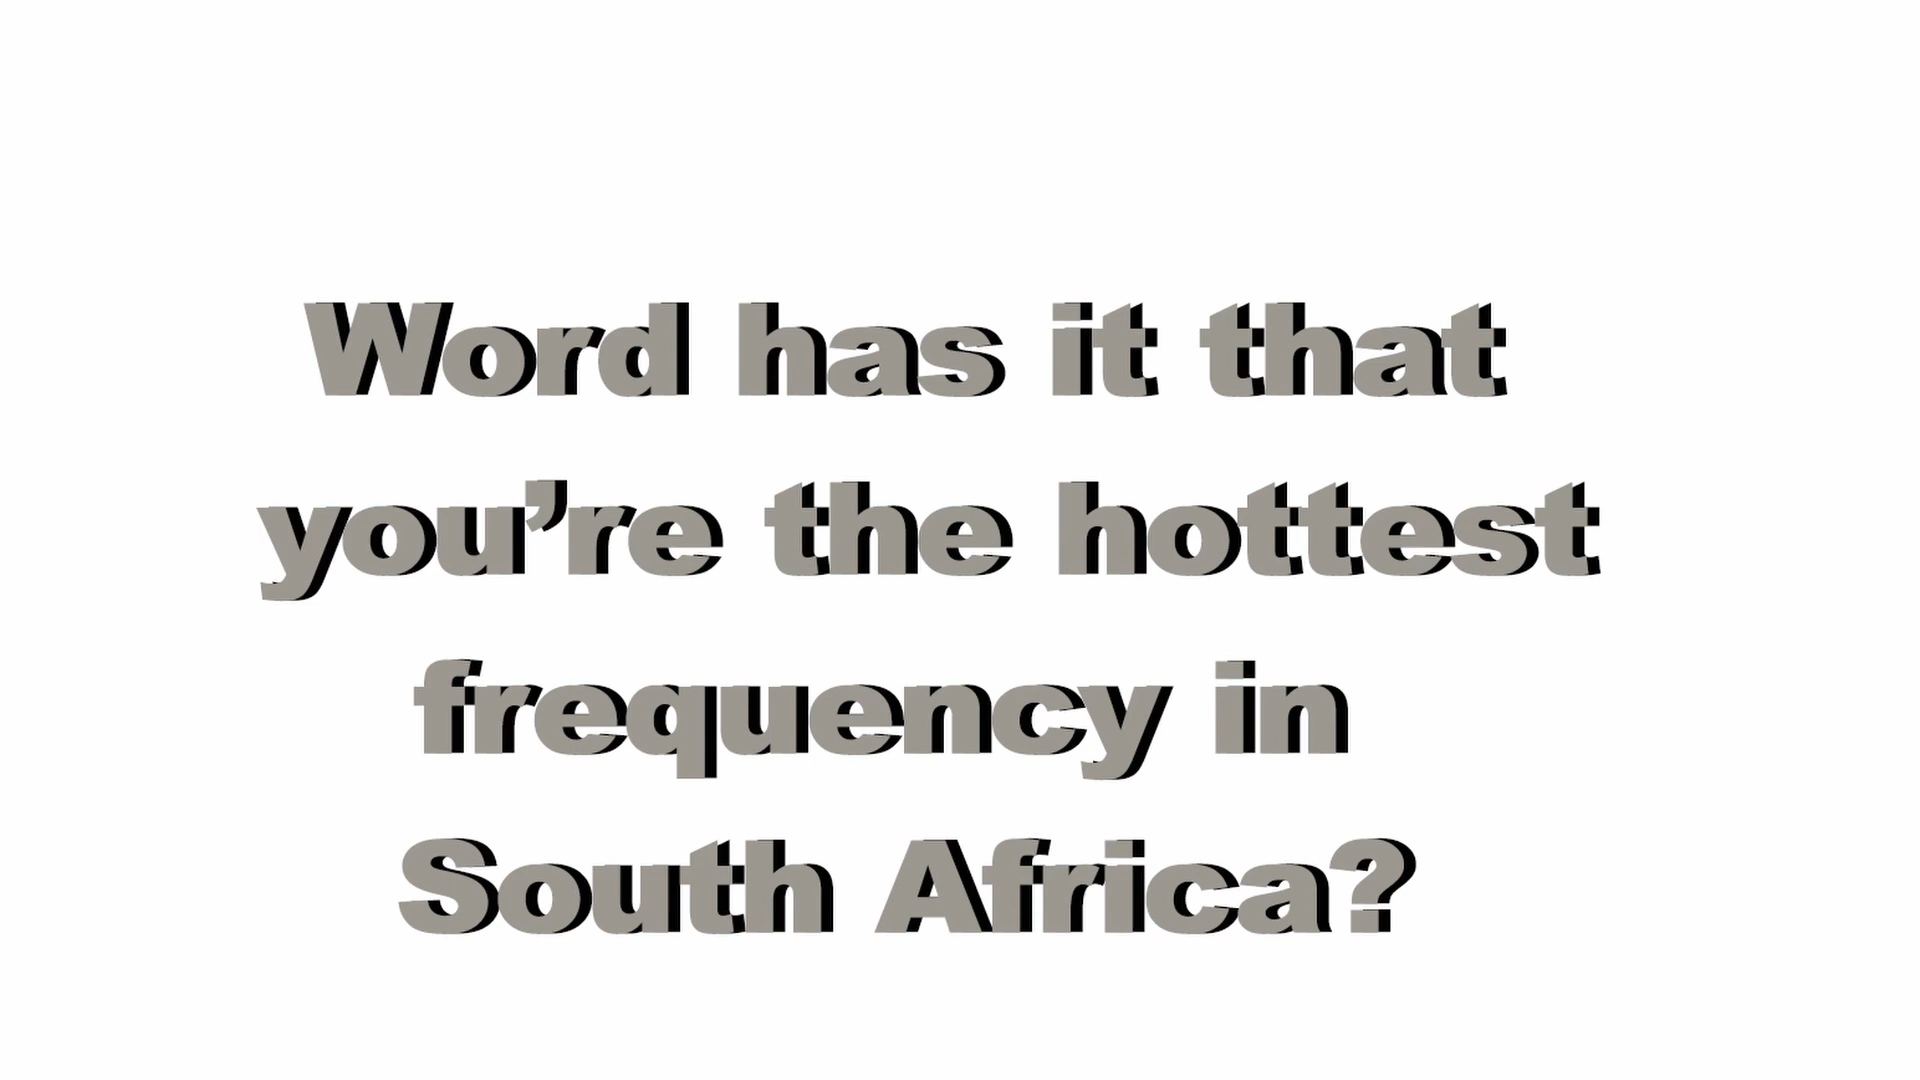 Word has it that
you’re the hottest
frequency in
South Africa?